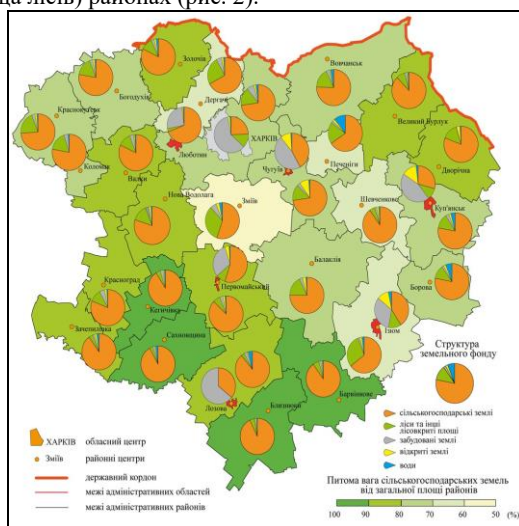 ща лісів) районах (рис. 2).
Золочів
Вовчанськ
Богодухів
Дергачі
Краснокутськ
ХАРКІВ
Великий Бурлук
Люботин
Печеніги
Коломак
Валки
Чугуїв
Дворічна
Нова Водолага
Зміїв
Шевченкове
Куп'янськ
Балаклія
Красноград
Первомайський
Борова
Кегичівка
Ізюм
Зачепилівка
Сахновщина
Структура
земельного фонду
Барвінкове
Лозова
Близнюки
сільськогосподарські землі
ліси та інші
лісовкриті площі
забудовані землі
відкриті землі
води
ХАРКІВ обласний центр
Зміїв районні центри
державний кордон
межі адміністративних областей
межі адміністративних районів
Питома вага сільськогосподарських земель
від загальної площі районів
100 90 80 70 60 50 (%)